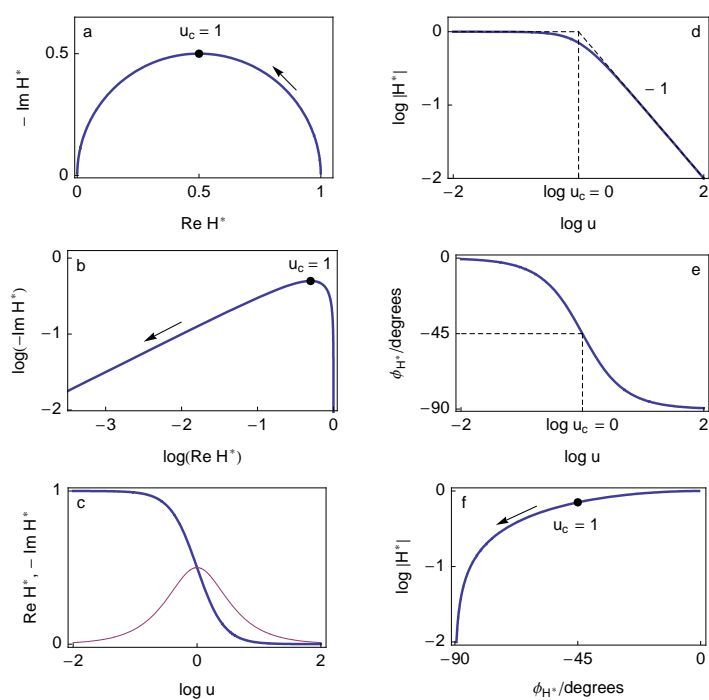 a
u_c = 1
0.5
0
− Im H*
0
0.5
1
Re H*
b
u_c = 1
0
−1
−2
log(−Im H*)
−3
−2
−1
0
log(Re H*)
c
1
0
Re H*, − Im H*
−2
0
2
log u
d
0
−1
−2
log |H*|
− 1
−2
log u_c = 0
2
log u
e
0
−45
−90
ϕ_H*/degrees
−2
log u_c = 0
2
log u
f
u_c = 1
0
−1
−2
log |H*|
−90
−45
0
ϕ_H*/degrees